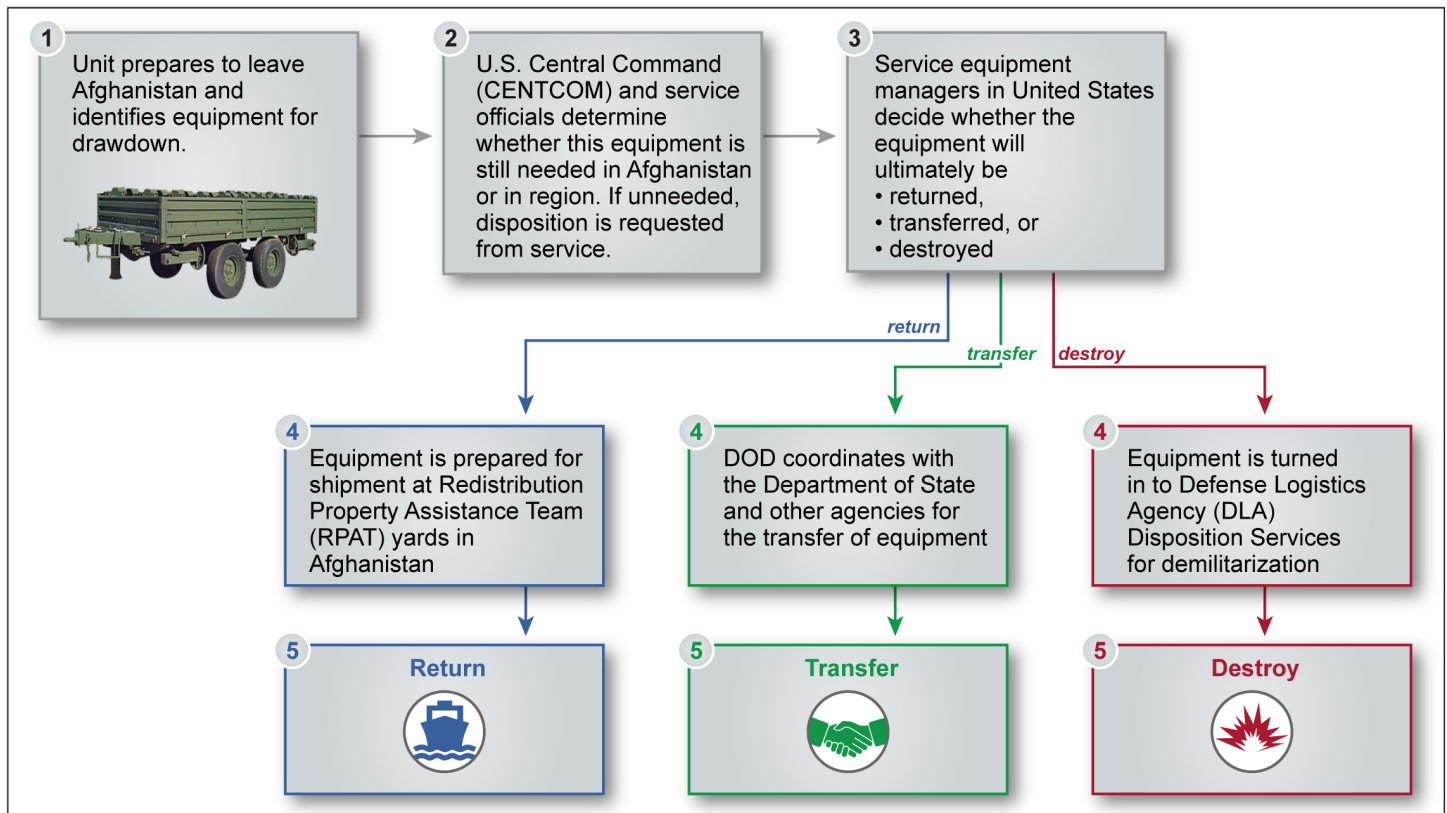 1
Unit prepares to leave
Afghanistan and
identifies equipment for
drawdown.
2
U.S. Central Command
(CENTCOM) and service
officials determine
whether this equipment is
still needed in Afghanistan
or in region. If unneeded,
disposition is requested
from service.
3
Service equipment
managers in United States
decide whether the
equipment will
ultimately be
• returned,
• transferred, or
• destroyed
return
transfer
destroy
4
Equipment is prepared for
shipment at Redistribution
Property Assistance Team
(RPAT) yards in
Afghanistan
4
DOD coordinates with
the Department of State
and other agencies for
the transfer of equipment
4
Equipment is turned
in to Defense Logistics
Agency (DLA)
Disposition Services
for demilitarization
5
Return
5
Transfer
5
Destroy